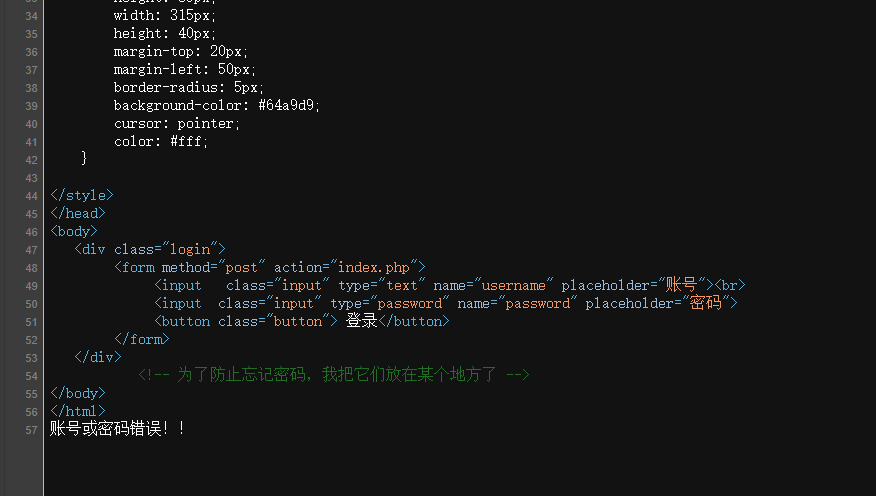 34 width: 315px;
35 height: 40px;
36 margin-top: 20px;
37 margin-left: 50px;
38 border-radius: 5px;
39 background-color: #64a9d9;
40 cursor: pointer;
41 color: #fff;
42 }
43
44 </style>
45 </head>
46 <body>
47 <div class="login">
48 <form method="post" action="index.php">
49 <input class="input" type="text" name="username" placeholder="账号"><br>
50 <input class="input" type="password" name="password" placeholder="密码">
51 <button class="button"> 登录</button>
52 </form>
53 </div>
54 <!-- 为了防止忘记密码，我把它们放在某个地方了 -->
55 </body>
56 </html>
57 账号或密码错误！！